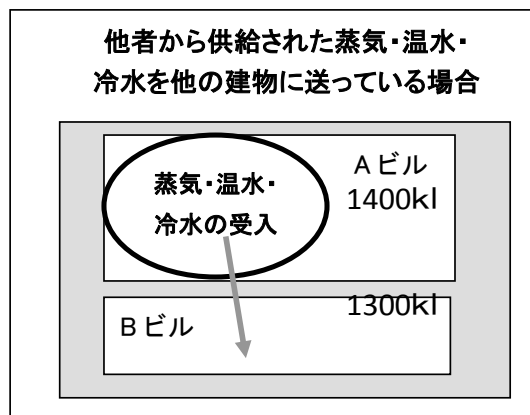 他者から供給された蒸気・温水・
冷水を他の建物に送っている場合
蒸気・温水・
冷水の受入
Aビル
1400kl
1300kl
Bビル